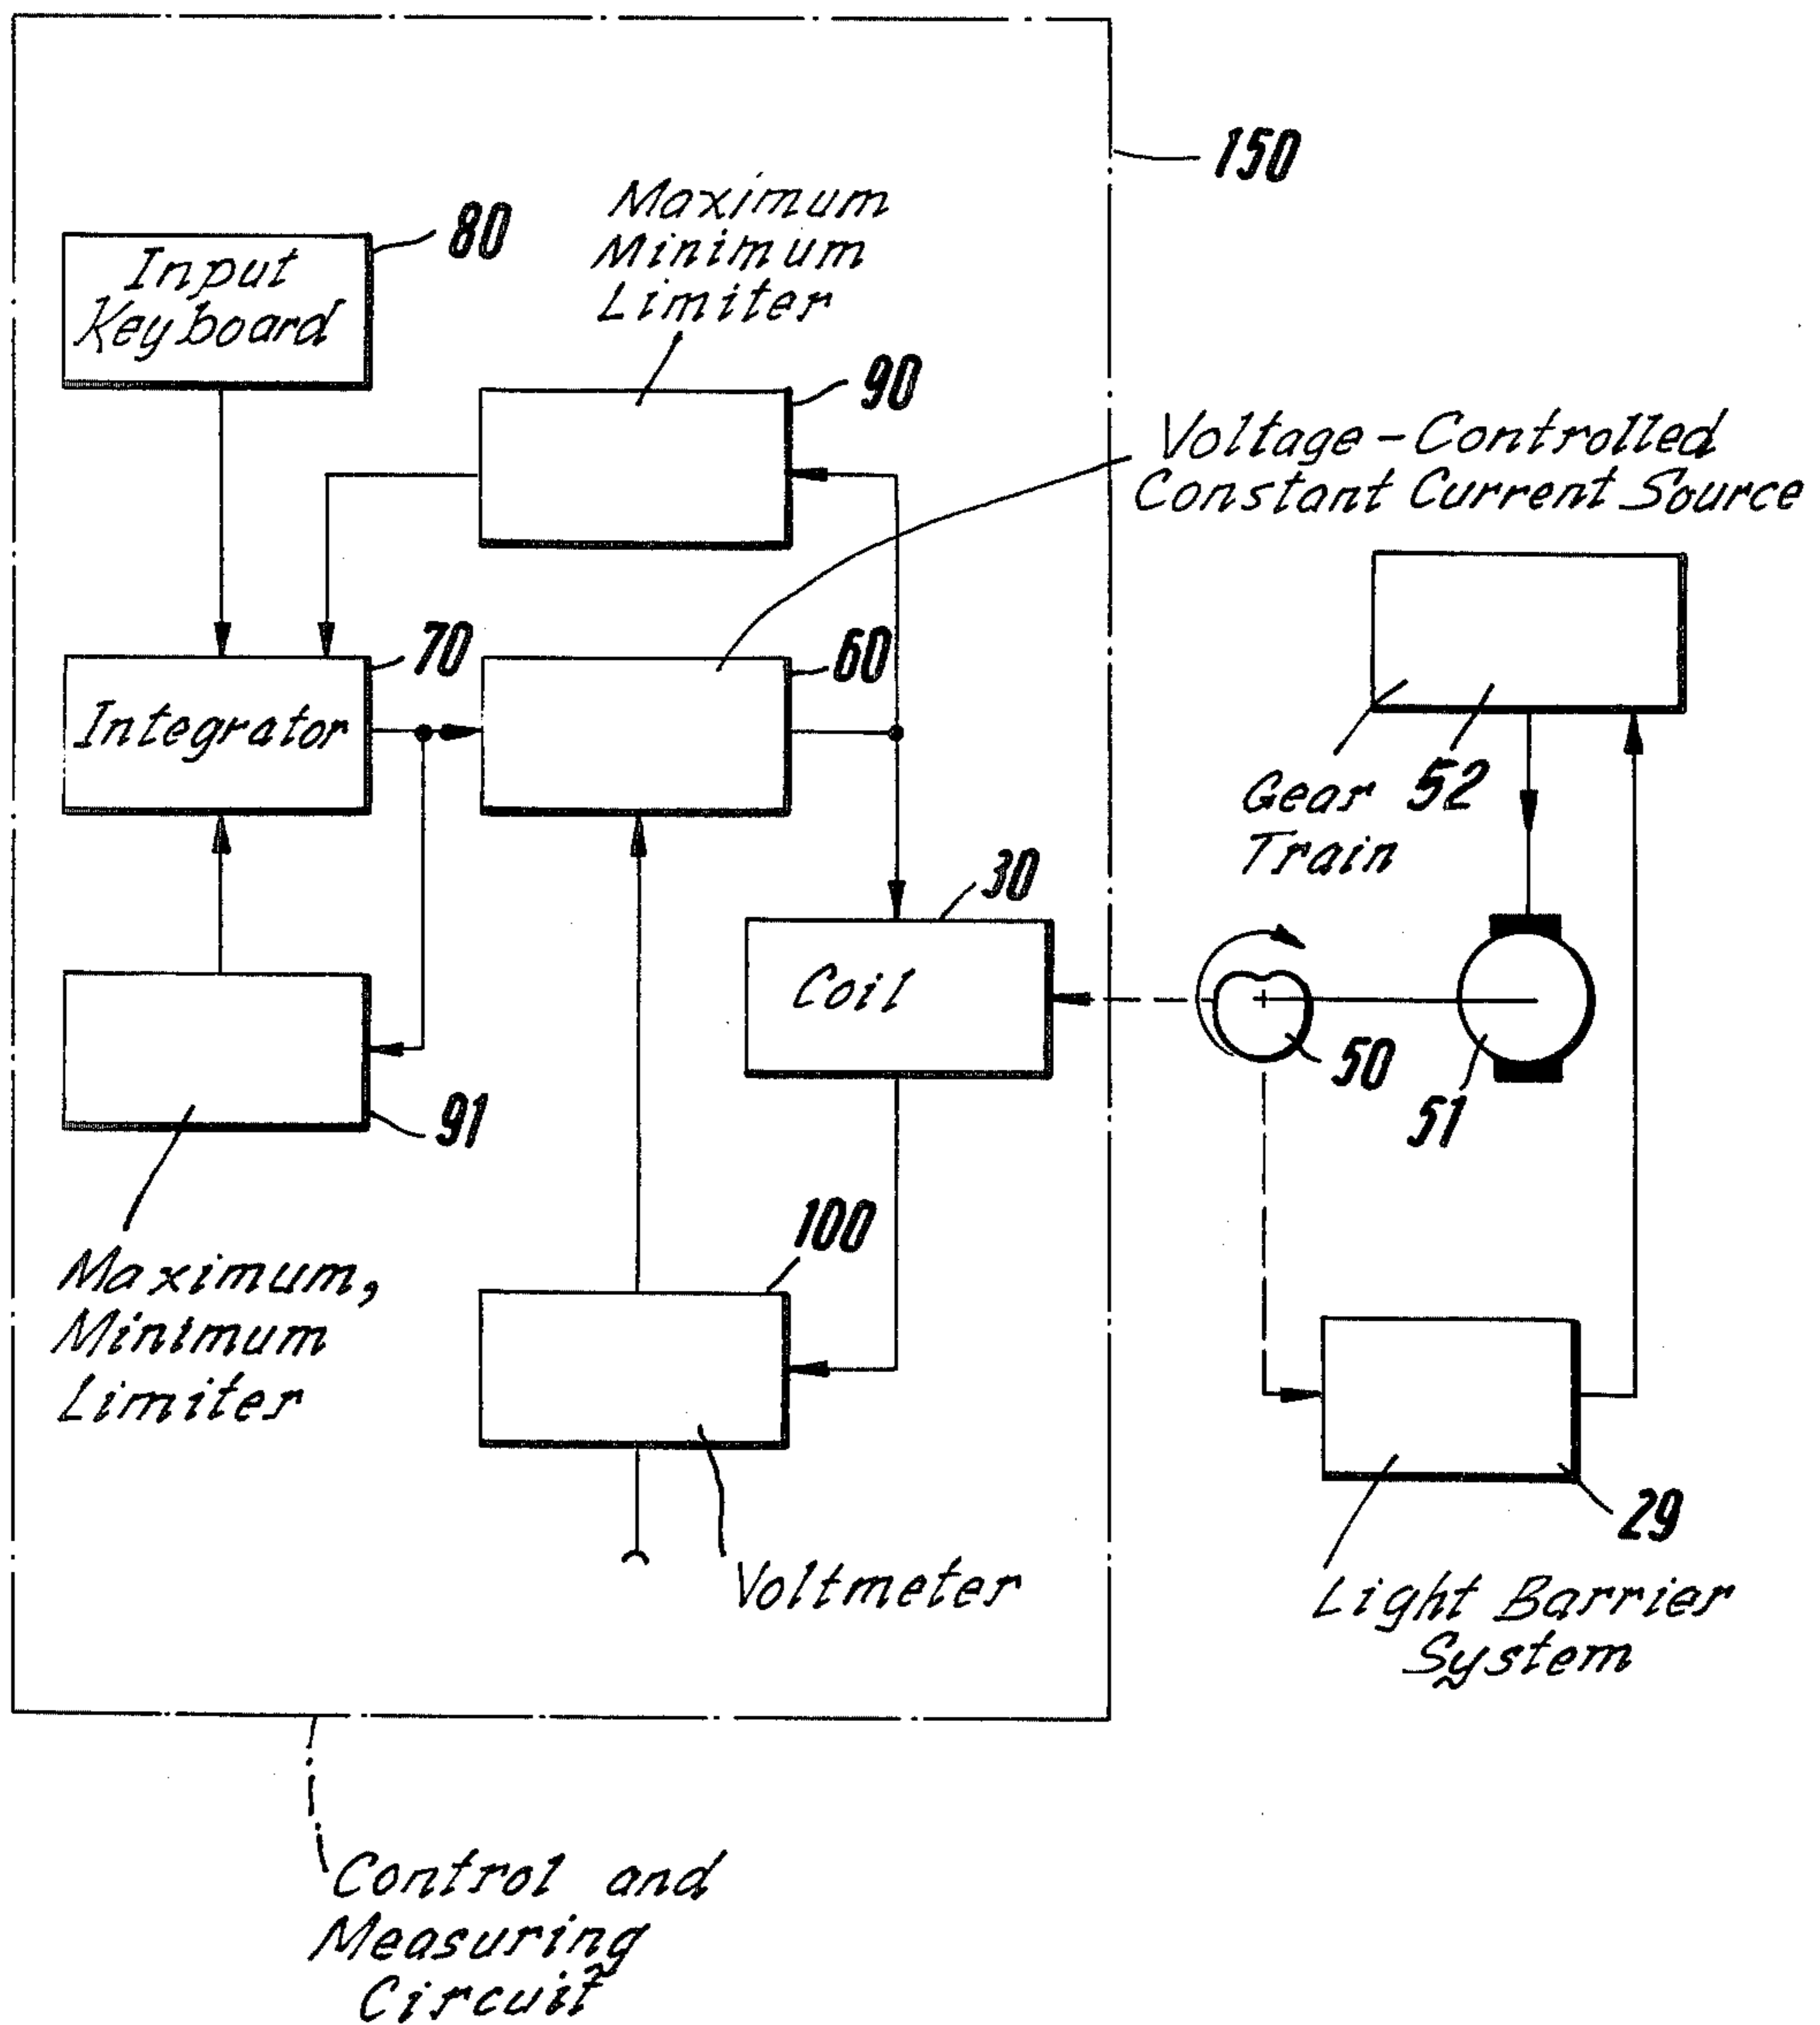 150
80
Input
Keyboard
Maximum
Minimum
Limiter
90
Voltage-Controlled
Constant Current Source
70
Integrator
60
Gear 52
Train
30
Coil
50
51
91
100
Maximum,
Minimum
Limiter
Voltmeter
29
Light Barrier
System
Control and
Measuring
Circuit